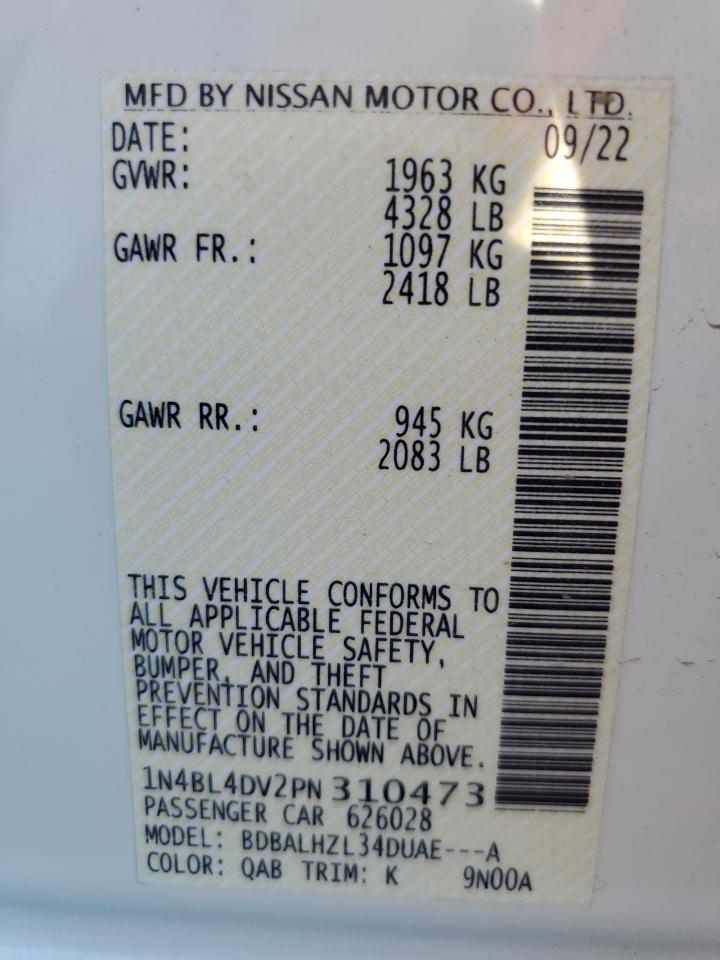 MFD BY NISSAN MOTOR CO., LTD.
DATE: 09/22
GVWR: 1963 KG
4328 LB
GAWR FR.: 1097 KG
2418 LB
GAWR RR.: 945 KG
2083 LB
THIS VEHICLE CONFORMS TO
ALL APPLICABLE FEDERAL
MOTOR VEHICLE SAFETY,
BUMPER, AND THEFT
PREVENTION STANDARDS IN
EFFECT ON THE DATE OF
MANUFACTURE SHOWN ABOVE.
1N4BL4DV2PN 310473
PASSENGER CAR 626028
MODEL: BDBALHZL34DUAE---A
COLOR: QAB TRIM: K 9N00A